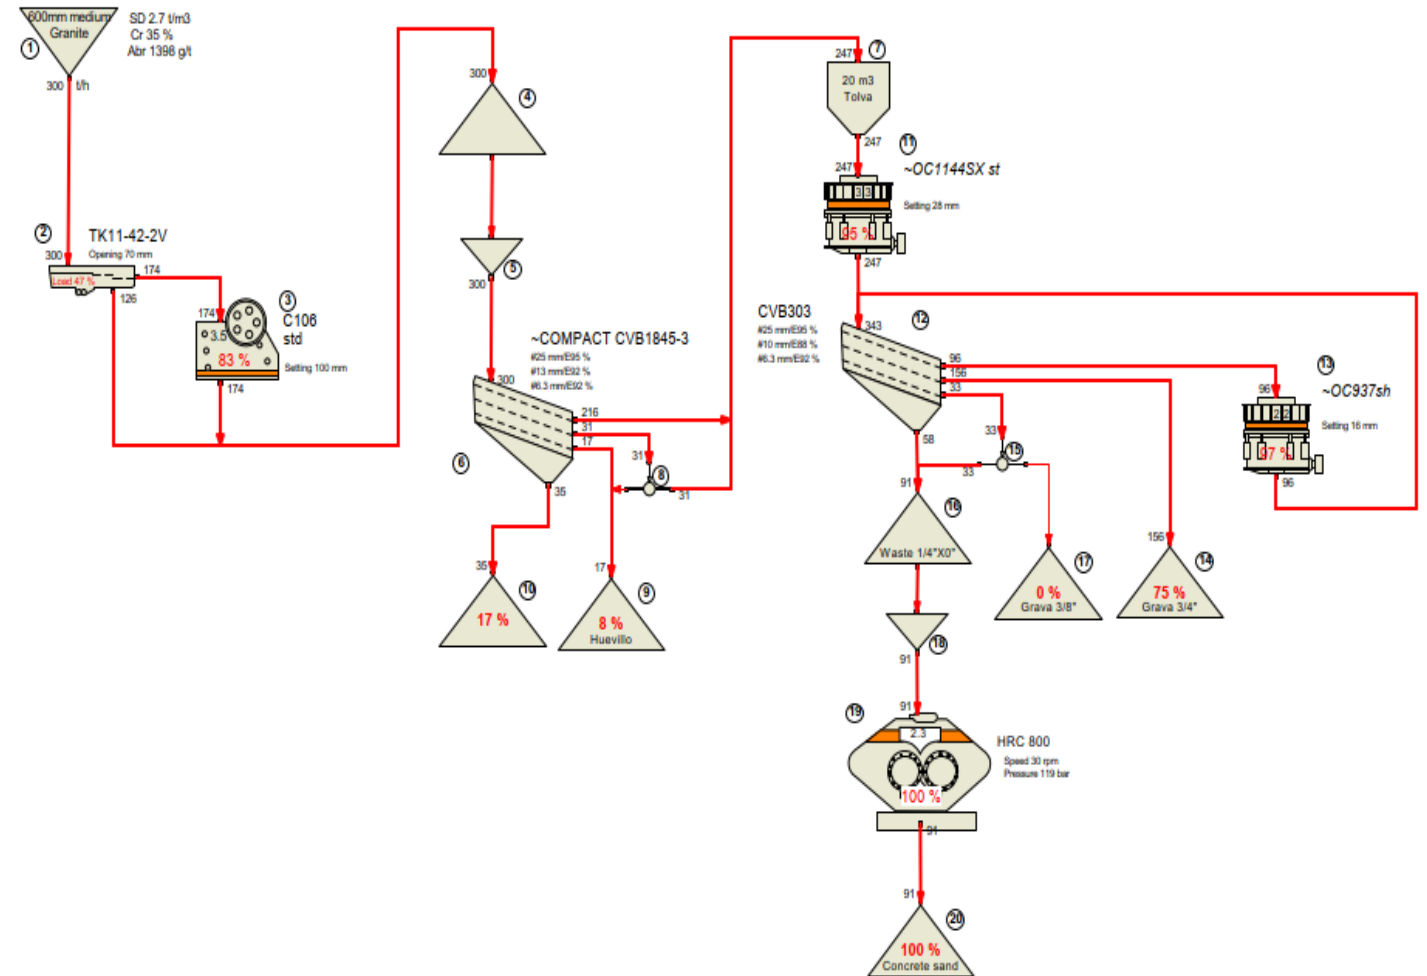 600mm medium
Granite
SD 2.7 t/m3
Cr 35 %
Abr 1398 g/t
1
300 t/h
2
TK11-42-2V
Opening 70 mm
300
Load 47 %
174
126
174
3
C106
std
3.5
83 %
Setting 100 mm
174
300
4
5
300
~COMPACT CVB1845-3
#25 mm/E95 %
#13 mm/E92 %
#6.3 mm/E92 %
300
216
31
17
6
35
31
8
31
35
10
17 %
17
9
8 %
Huevillo
247
7
20 m3
Tolva
247
11
~OC1144SX st
247
33
Setting 28 mm
95 %
247
CVB303
#25 mm/E95 %
#10 mm/E88 %
#6.3 mm/E92 %
343
12
96
156
33
58
13
~OC937sh
96
22
Setting 16 mm
97 %
96
33
15
33
91
16
Waste 1/4"X0"
17
0 %
Grava 3/8"
156
14
75 %
Grava 3/4"
18
91
91
19
2.3
HRC 800
Speed 30 rpm
Pressure 119 bar
100 %
91
91
20
100 %
Concrete sand